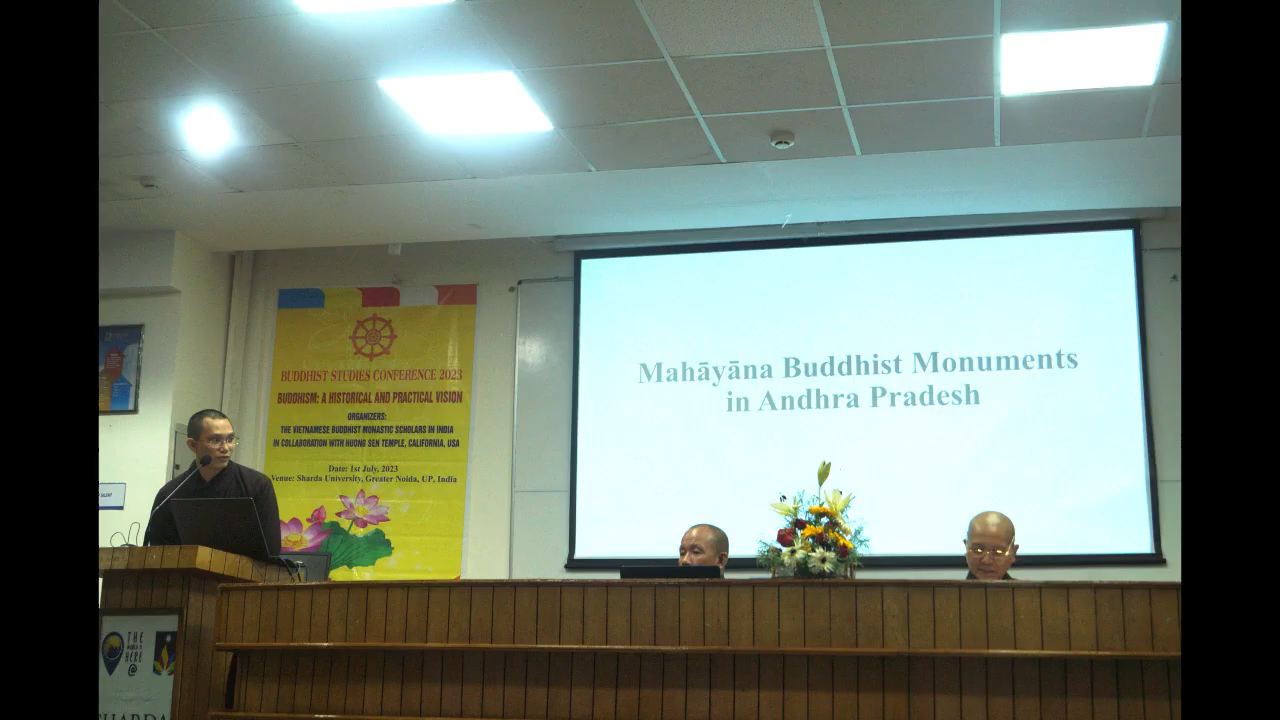 BUDDHIST STUDIES CONFERENCE 2023
BUDDHISM: A HISTORICAL AND PRACTICAL VISION
ORGANIZERS:
THE VIETNAMESE BUDDHIST MONASTIC SCHOLARS IN INDIA
IN COLLABORATION WITH HUONG SEN TEMPLE, CALIFORNIA, USA
Date: 1st July, 2023
Venue: Sharda University, Greater Noida, UP, India
Mahāyāna Buddhist Monuments
in Andhra Pradesh
THE
WORLD IS
HERE
@
SHARDA